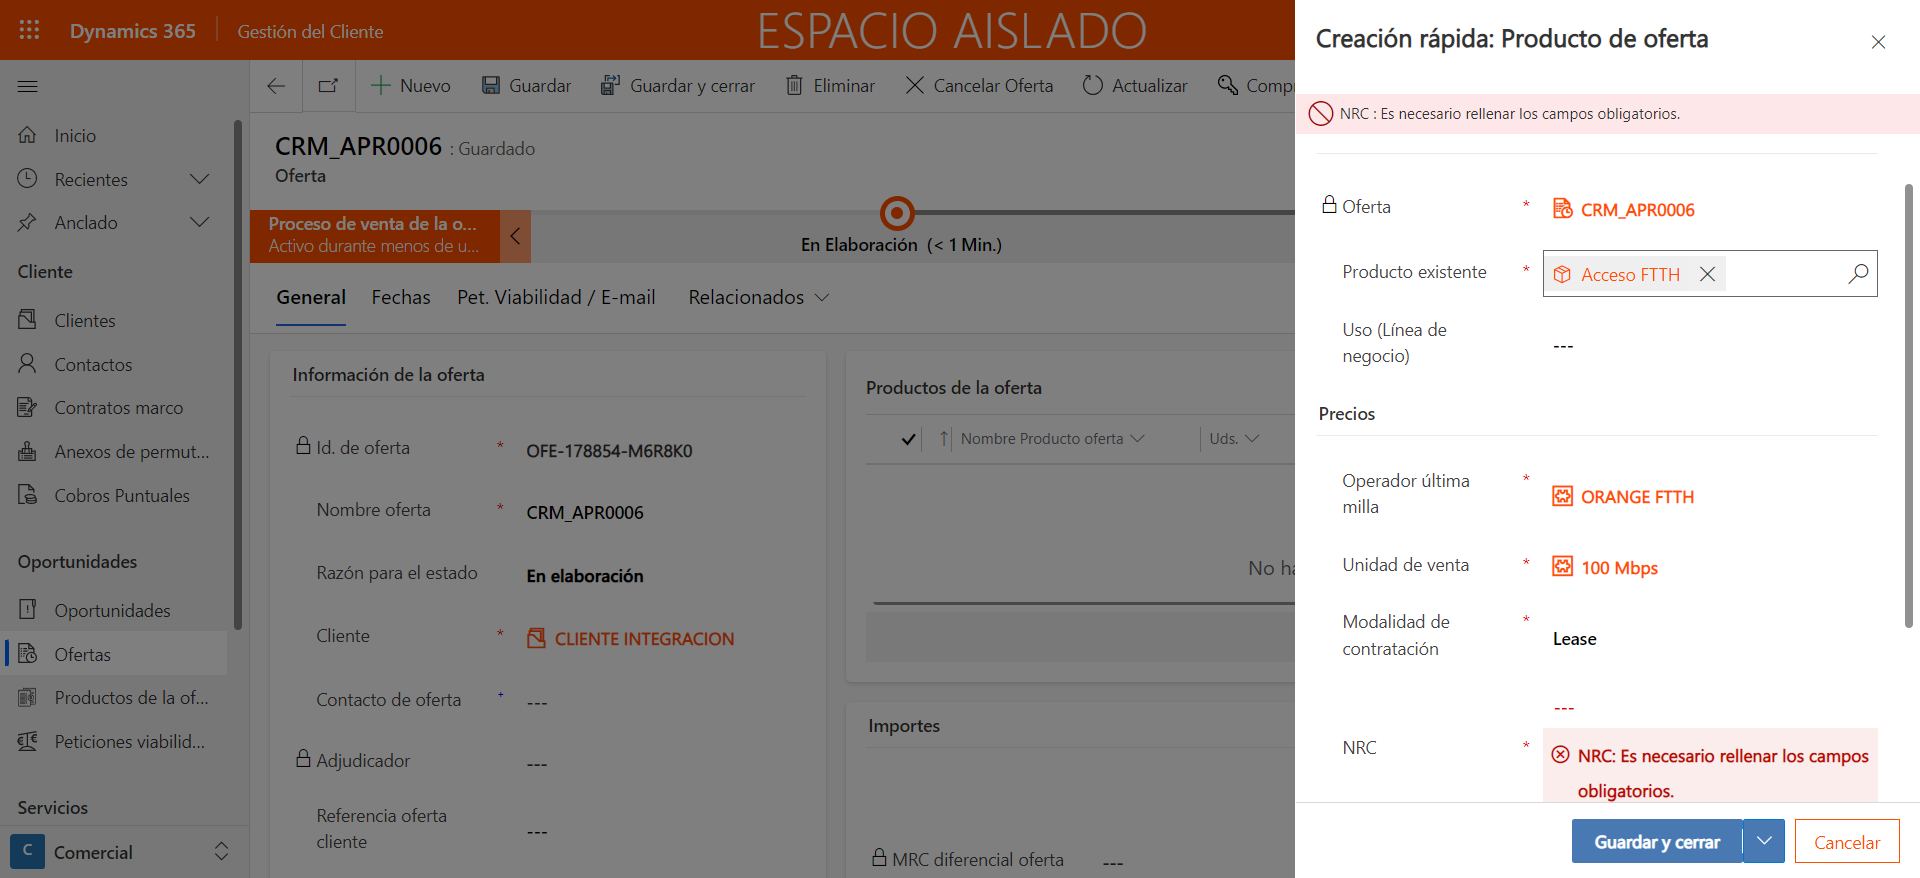 Dynamics 365
Gestión del Cliente
ESPACIO AISLADO
Nuevo
Guardar
Guardar y cerrar
Eliminar
Cancelar Oferta
Actualizar
Compr
Inicio
Recientes
Anclado
Cliente
Clientes
Contactos
Contratos marco
Anexos de permut...
Cobros Puntuales
Oportunidades
Oportunidades
Ofertas
Productos de la of...
Peticiones viabilid...
Servicios
C
Comercial
CRM_APR0006 : Guardado
Oferta
Proceso de venta de la o...
Activo durante menos de u...
En Elaboración (< 1 Min.)
General
Fechas
Pet. Viabilidad / E-mail
Relacionados
Información de la oferta
Id. de oferta * OFE-178854-M6R8K0
Nombre oferta * CRM_APR0006
Razón para el estado En elaboración
Cliente * CLIENTE INTEGRACION
Contacto de oferta + ---
Adjudicador ---
Referencia oferta
cliente ---
Productos de la oferta
Nombre Producto oferta
Uds.
No ha
Importes
MRC diferencial oferta ---
Creación rápida: Producto de oferta
NRC : Es necesario rellenar los campos obligatorios.
Oferta * CRM_APR0006
Producto existente * Acceso FTTH
Uso (Línea de
negocio) ---
Precios
Operador última
milla * ORANGE FTTH
Unidad de venta * 100 Mbps
Modalidad de
contratación * Lease
---
NRC *
NRC: Es necesario rellenar los campos
obligatorios.
Guardar y cerrar
Cancelar